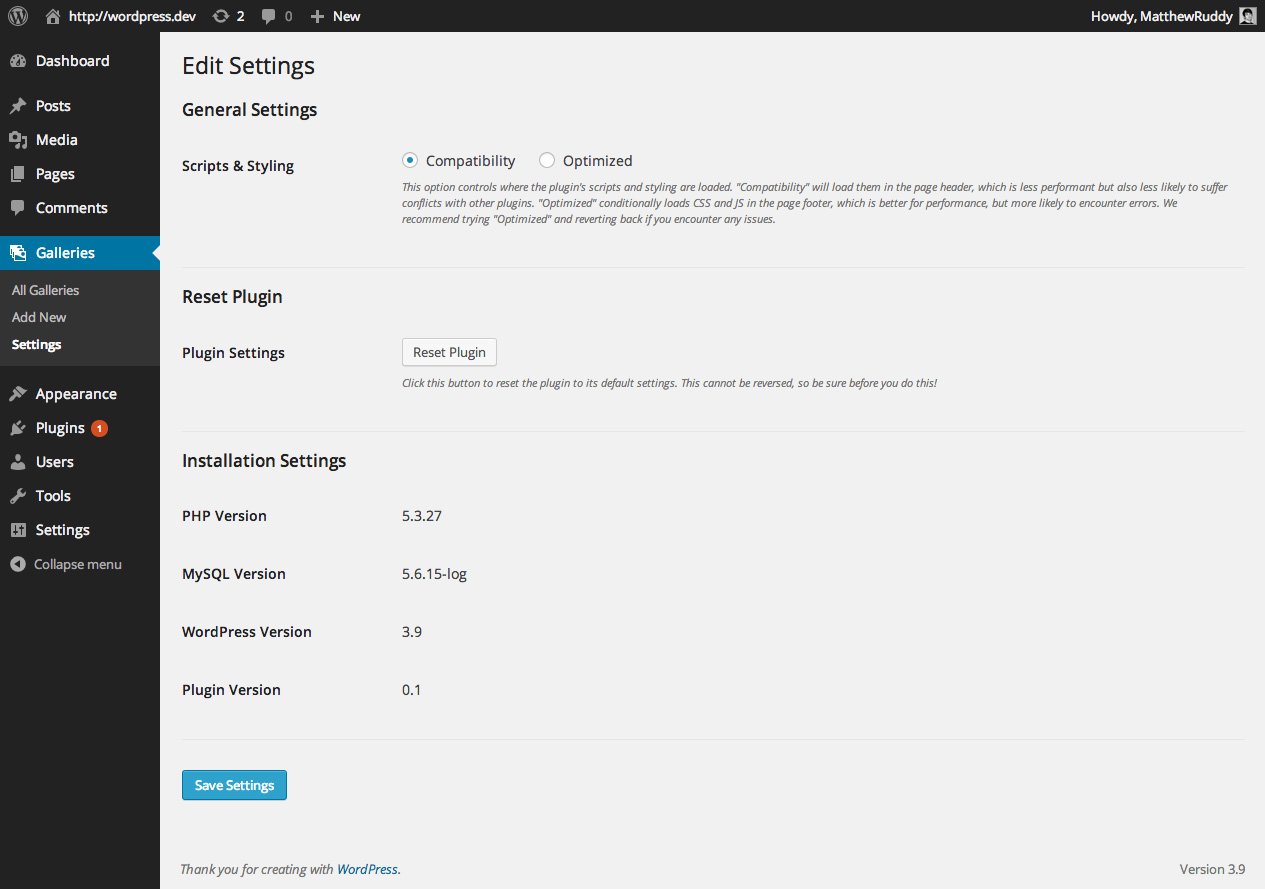 http://wordpress.dev 2 0 New Howdy, MatthewRuddy
Dashboard
Posts
Media
Pages
Comments
Galleries
All Galleries
Add New
Settings
Appearance
Plugins 1
Users
Tools
Settings
Collapse menu
Edit Settings
General Settings
Scripts & Styling
Compatibility Optimized
This option controls where the plugin's scripts and styling are loaded. "Compatibility" will load them in the page header, which is less performant but also less likely to suffer
conflicts with other plugins. "Optimized" conditionally loads CSS and JS in the page footer, which is better for performance, but more likely to encounter errors. We
recommend trying "Optimized" and reverting back if you encounter any issues.
Reset Plugin
Plugin Settings Reset Plugin
Click this button to reset the plugin to its default settings. This cannot be reversed, so be sure before you do this!
Installation Settings
PHP Version 5.3.27
MySQL Version 5.6.15-log
WordPress Version 3.9
Plugin Version 0.1
Save Settings
Thank you for creating with WordPress. Version 3.9